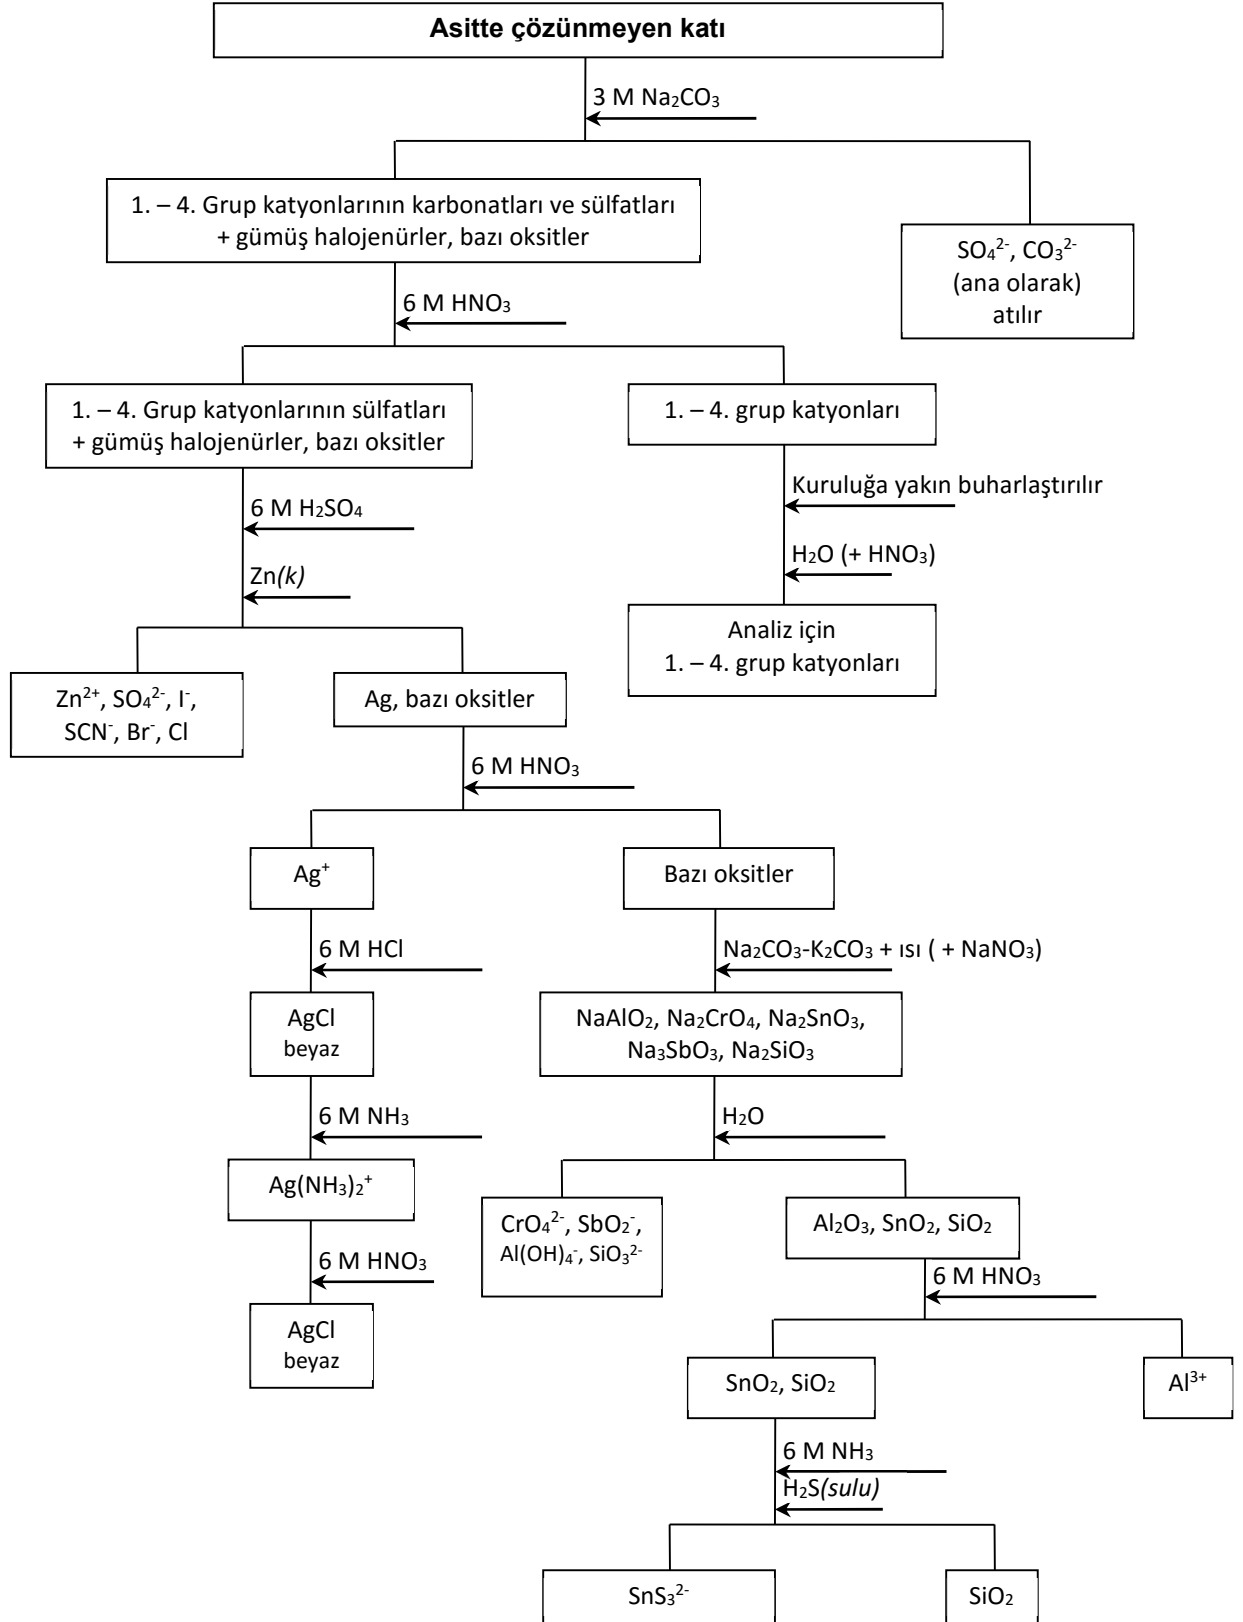 Asitte çözünmeyen katı
3 M Na₂CO₃
1. – 4. Grup katyonlarının karbonatları ve sülfatları
+ gümüş halojenürler, bazı oksitler
SO₄²⁻, CO₃²⁻
(ana olarak)
atılır
6 M HNO₃
1. – 4. Grup katyonlarının sülfatları
+ gümüş halojenürler, bazı oksitler
1. – 4. grup katyonları
6 M H₂SO₄
Zn(k)
Kuruluğa yakın buharlaştırılır
H₂O (+ HNO₃)
Analiz için
1. – 4. grup katyonları
Zn²⁺, SO₄²⁻, I⁻,
SCN⁻, Br⁻, Cl
Ag, bazı oksitler
6 M HNO₃
Ag⁺
Bazı oksitler
6 M HCl
Na₂CO₃-K₂CO₃ + ısı ( + NaNO₃)
AgCl
beyaz
NaAlO₂, Na₂CrO₄, Na₂SnO₃,
Na₃SbO₃, Na₂SiO₃
6 M NH₃
H₂O
Ag(NH₃)₂⁺
CrO₄²⁻, SbO₂⁻,
Al(OH)₄⁻, SiO₃²⁻
Al₂O₃, SnO₂, SiO₂
6 M HNO₃
6 M HNO₃
AgCl
beyaz
SnO₂, SiO₂
Al³⁺
6 M NH₃
H₂S(sulu)
SnS₃²⁻
SiO₂